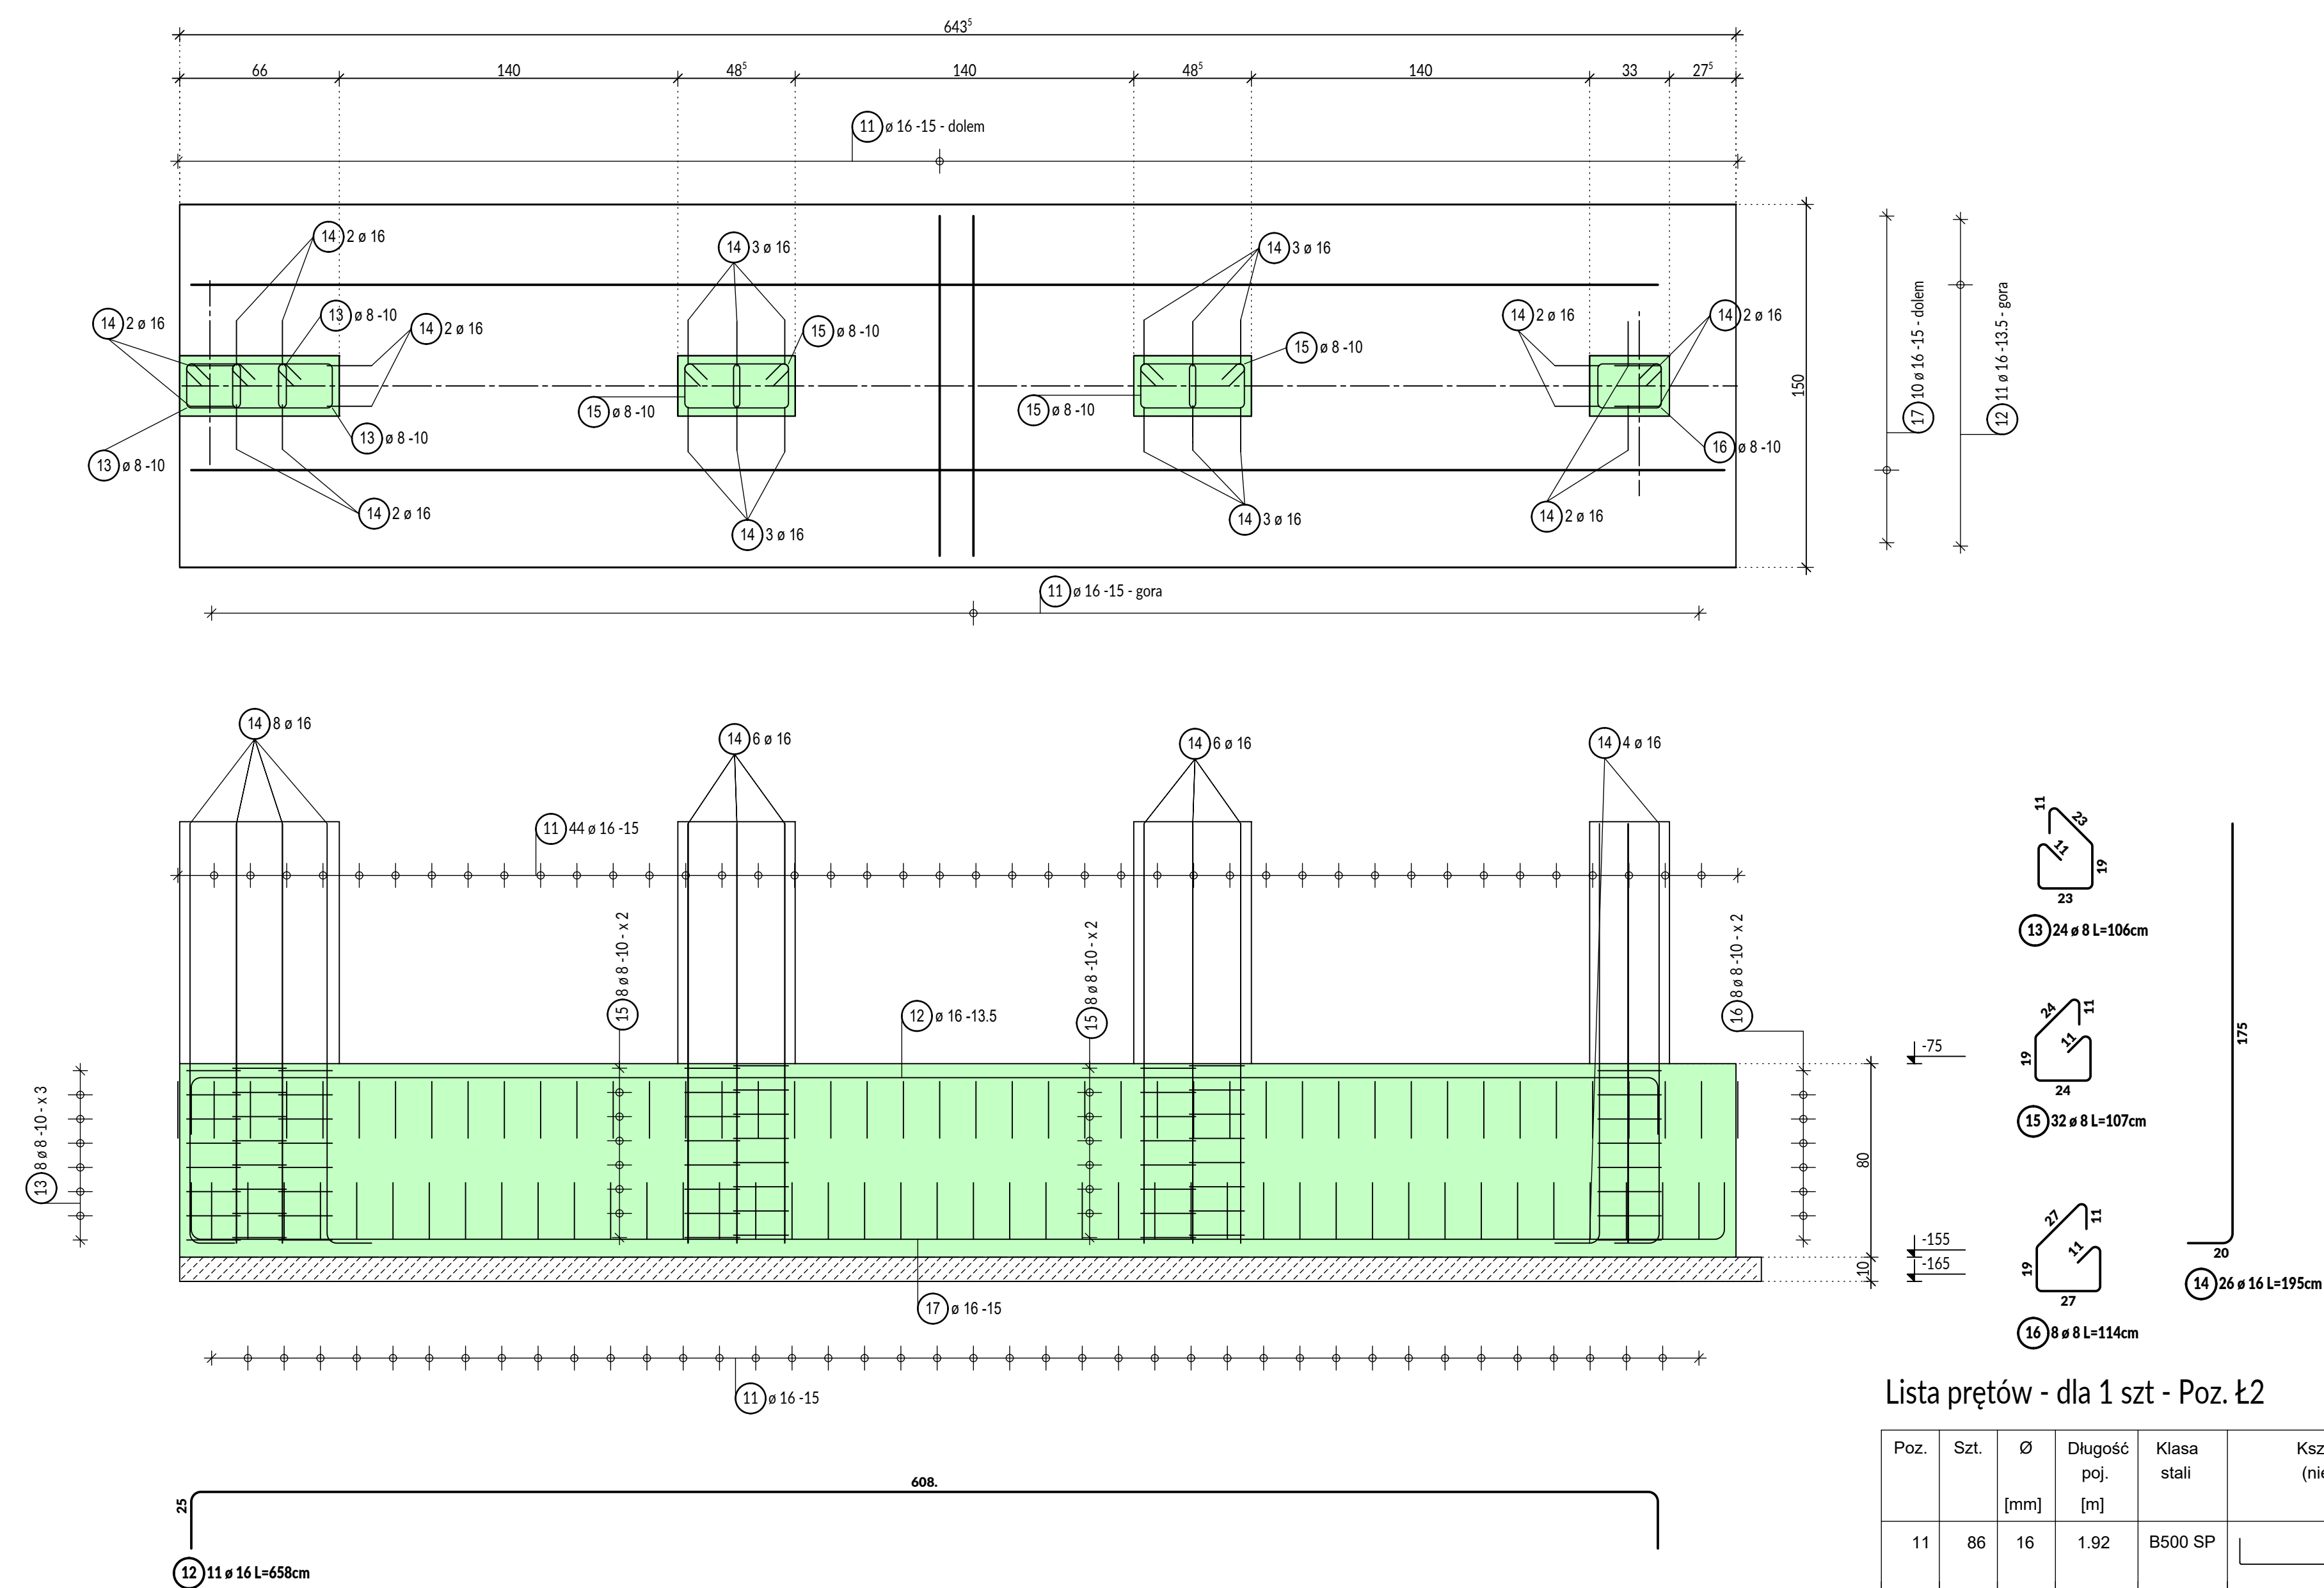 643⁵
66 140 48⁵ 140 48⁵ 140 33 27⁵
11 ø 16 -15 - dolem
14 2 ø 16
14 3 ø 16
14 3 ø 16
14 2 ø 16
13 ø 8 -10
14 2 ø 16
15 ø 8 -10
15 ø 8 -10
14 2 ø 16
14 2 ø 16
15 ø 8 -10
15 ø 8 -10
13 ø 8 -10
13 ø 8 -10
16 ø 8 -10
14 2 ø 16
14 3 ø 16
14 3 ø 16
14 2 ø 16
150
17 10 ø 16 -15 - dolem
12 11 ø 16 -13.5 - gora
11 ø 16 -15 - gora
14 8 ø 16
14 6 ø 16
14 6 ø 16
14 4 ø 16
11 44 ø 16 -15
15 8 ø 8 -10 - x 2
15 8 ø 8 -10 - x 2
16 8 ø 8 -10 - x 2
12 ø 16 -13.5
13 8 ø 8 -10 - x 3
-75
80
-155
-165
10
17 ø 16 -15
11 ø 16 -15
11
23
11
19
23
13 24 ø 8 L=106cm
24
11
11
19
24
15 32 ø 8 L=107cm
27
11
11
19
27
16 8 ø 8 L=114cm
175
20
14 26 ø 16 L=195cm
608.
25
12 11 ø 16 L=658cm
Lista prętów - dla 1 szt - Poz. Ł2
Poz. Szt. Ø Długość Klasa
poj. stali
[mm] [m]
11 86 16 1.92 B500 SP